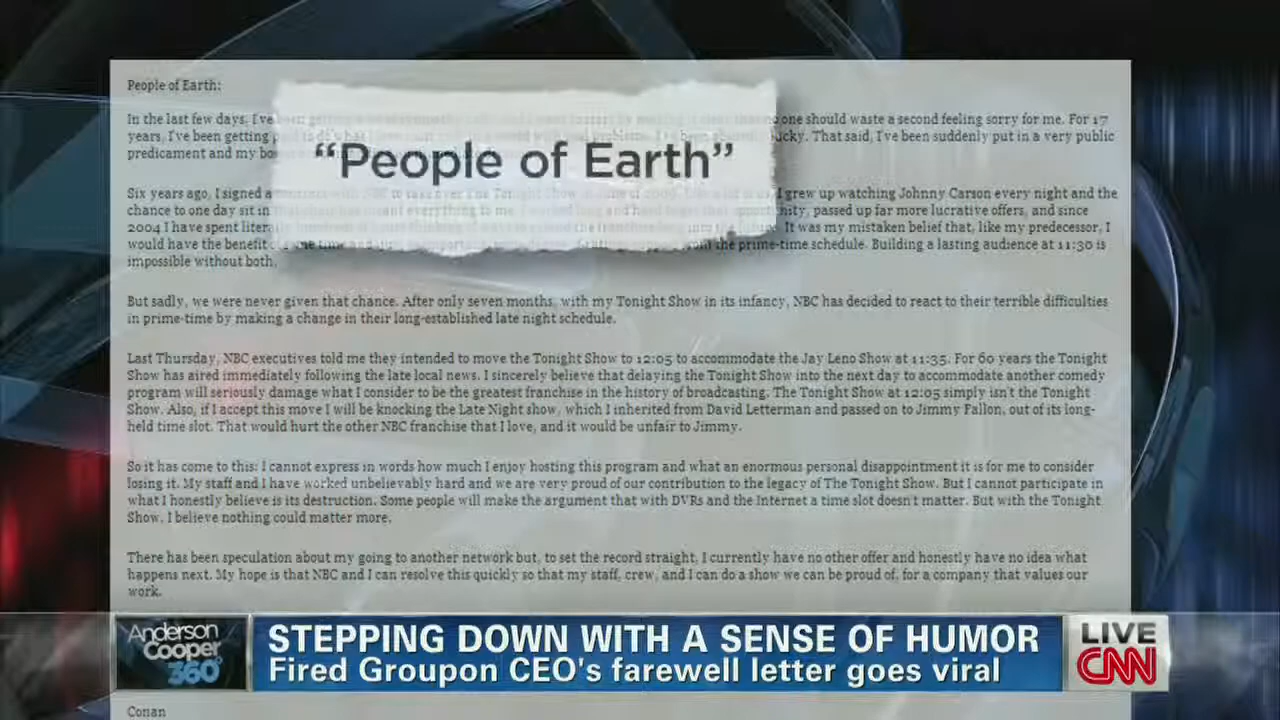 People of Earth:
In the last few days, I've one should waste a second feeling sorry for me. For 17
years, I've been getting ucky. That said, I've been suddenly put in a very public
predicament and my
“People of Earth”
Six years ago, I signed a I grew up watching Johnny Carson every night and the
chance to one day sit in passed up far more lucrative offers, and since
2004 I have spent It was my mistaken belief that, like my predecessor, I
would have the benefit the prime-time schedule. Building a lasting audience at 11:30 is
impossible without both.
But sadly, we were never given that chance. After only seven months, with my Tonight Show in its infancy, NBC has decided to react to their terrible difficulties
in prime-time by making a change in their long-established late night schedule.
Last Thursday, NBC executives told me they intended to move the Tonight Show to 12:05 to accommodate the Jay Leno Show at 11:35. For 60 years the Tonight
Show has aired immediately following the late local news. I sincerely believe that delaying the Tonight Show into the next day to accommodate another comedy
program will seriously damage what I consider to be the greatest franchise in the history of broadcasting. The Tonight Show at 12:05 simply isn't the Tonight
Show. Also, if I accept this move I will be knocking the Late Night show, which I inherited from David Letterman and passed on to Jimmy Fallon, out of its long-
held time slot. That would hurt the other NBC franchise that I love, and it would be unfair to Jimmy.
So it has come to this: I cannot express in words how much I enjoy hosting this program and what an enormous personal disappointment it is for me to consider
losing it. My staff and I have worked unbelievably hard and we are very proud of our contribution to the legacy of The Tonight Show. But I cannot participate in
what I honestly believe is its destruction. Some people will make the argument that with DVRs and the Internet a time slot doesn't matter. But with the Tonight
Show, I believe nothing could matter more.
There has been speculation about my going to another network but, to set the record straight, I currently have no other offer and honestly have no idea what
happens next. My hope is that NBC and I can resolve this quickly so that my staff, crew, and I can do a show we can be proud of, for a company that values our
work.
Anderson
Cooper
360°
STEPPING DOWN WITH A SENSE OF HUMOR
Fired Groupon CEO's farewell letter goes viral
LIVE
CNN
Conan